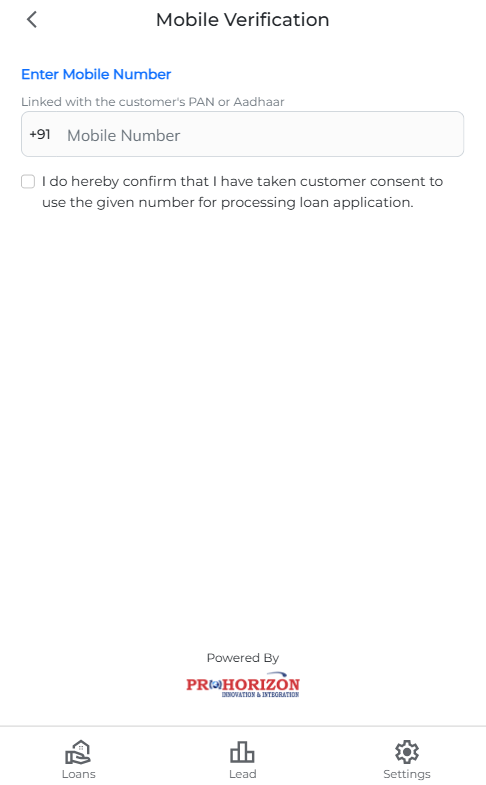 Mobile Verification
Enter Mobile Number
Linked with the customer's PAN or Aadhaar
+91 Mobile Number
I do hereby confirm that I have taken customer consent to
use the given number for processing loan application.
Powered By
PROHORIZON
INNOVATION & INTEGRATION
Loans Lead Settings